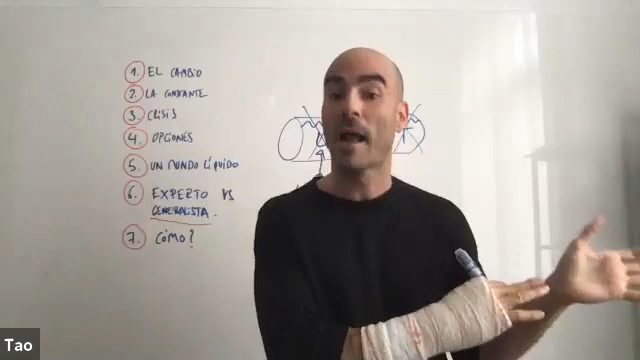 1. EL CAMBIO
2. LA CONSTANTE
3. CRISIS
4. OPCIONES
5. UN MUNDO LÍQUIDO
6. EXPERTO VS
GENERALISTA.
7. CÓMO?
Tao